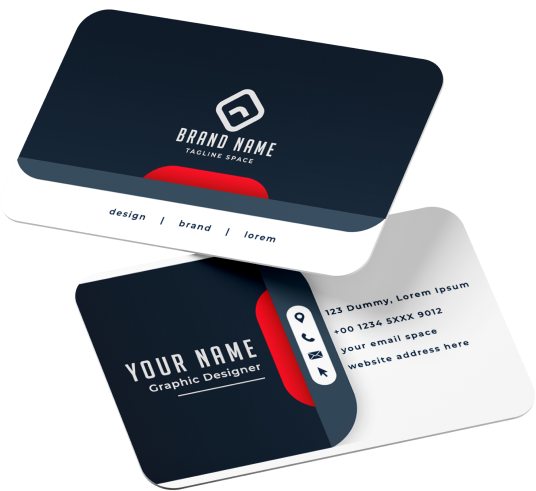 BRAND NAME
TAGLINE SPACE
design | brand | lorem
YOUR NAME
Graphic Designer
123 Dummy, Lorem Ipsum
+00 1234 5XXX 9012
your email space
website address here